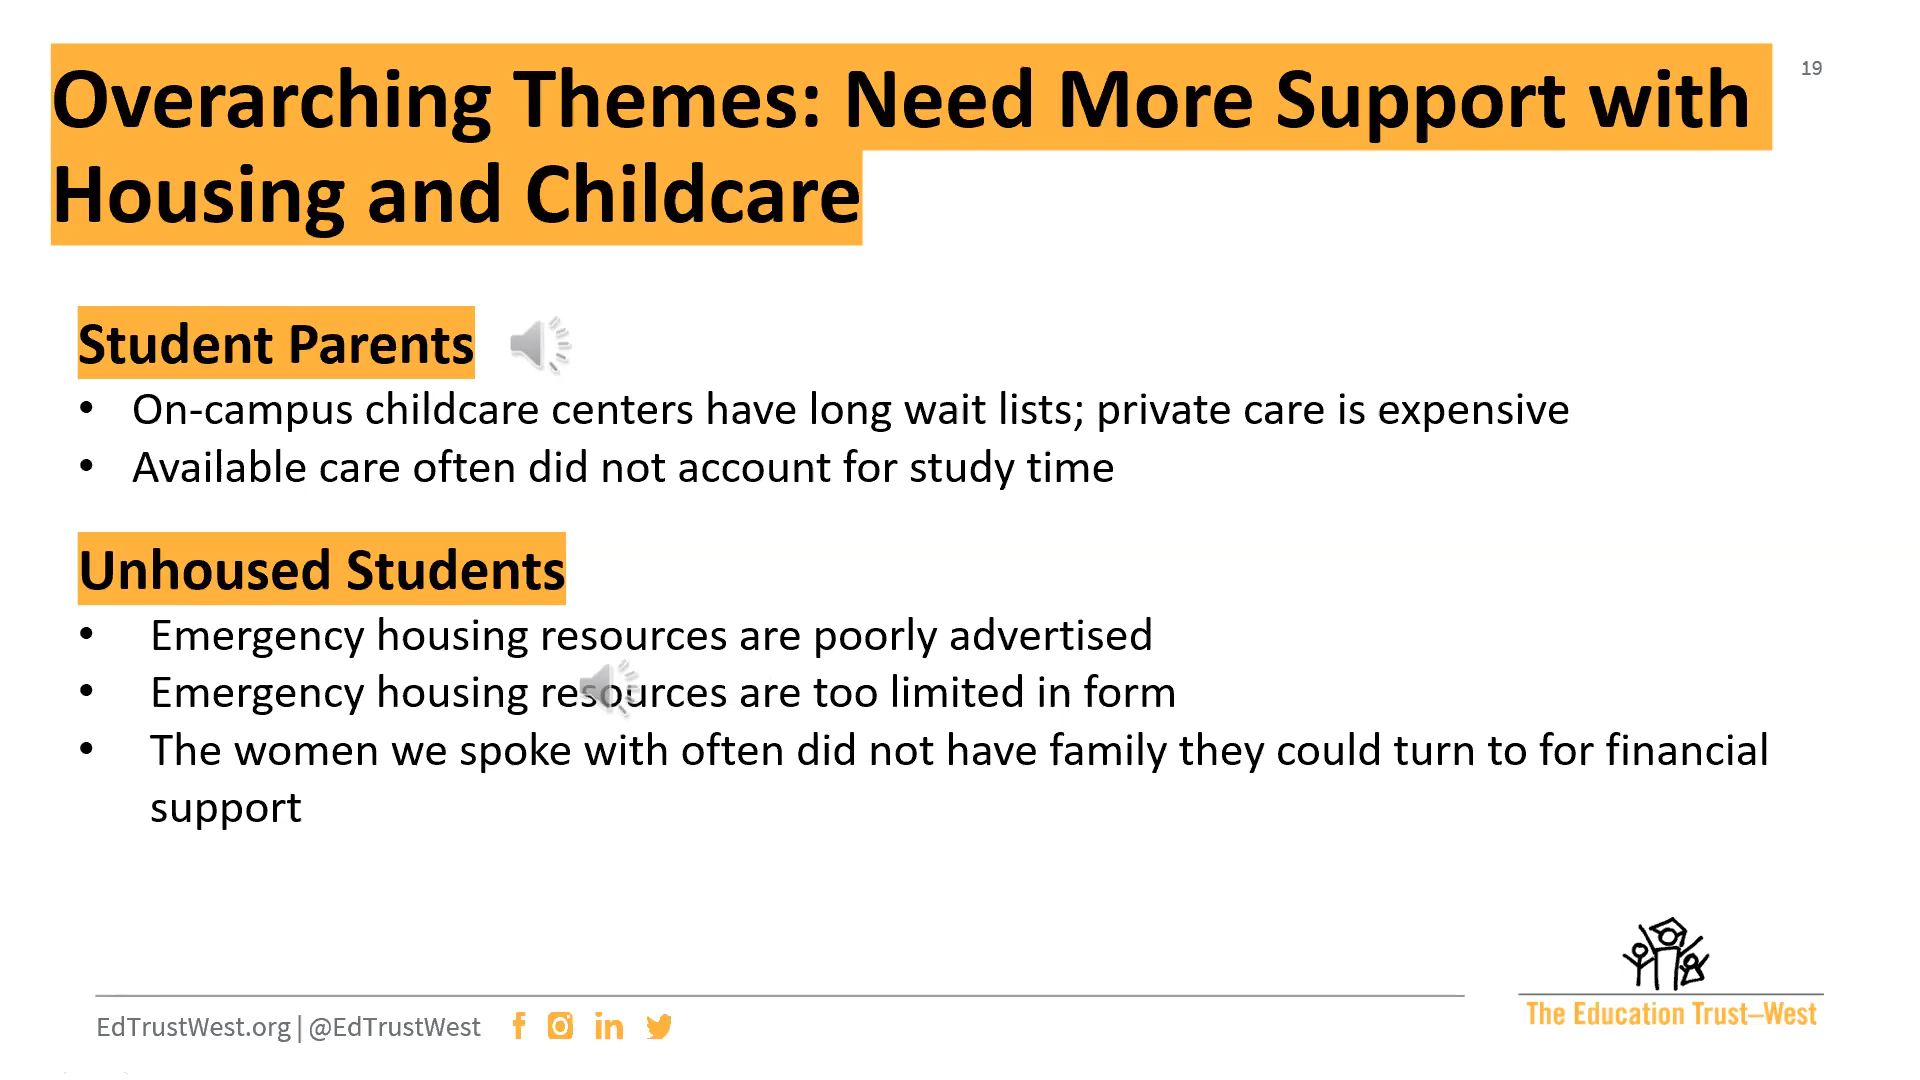 Overarching Themes: Need More Support with
Housing and Childcare
19
Student Parents
• On-campus childcare centers have long wait lists; private care is expensive
• Available care often did not account for study time
Unhoused Students
• Emergency housing resources are poorly advertised
• Emergency housing resources are too limited in form
• The women we spoke with often did not have family they could turn to for financial
support
EdTrustWest.org | @EdTrustWest
The Education Trust—West